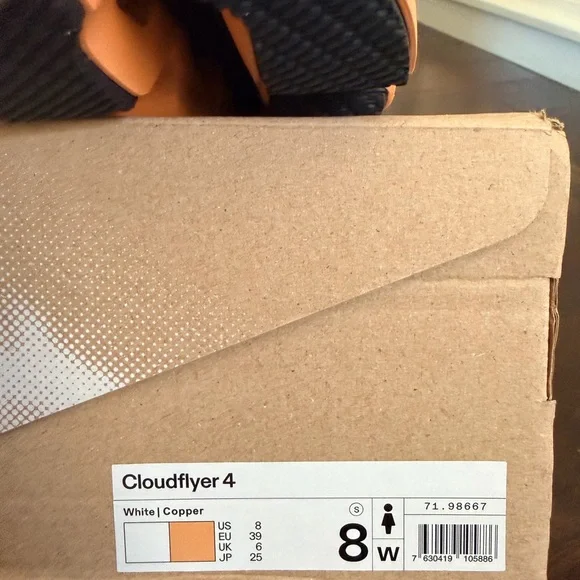 Cloudflyer 4
White | Copper
S
71.98667
US 8
EU 39
UK 6
JP 25
8
W
7 630419 105886